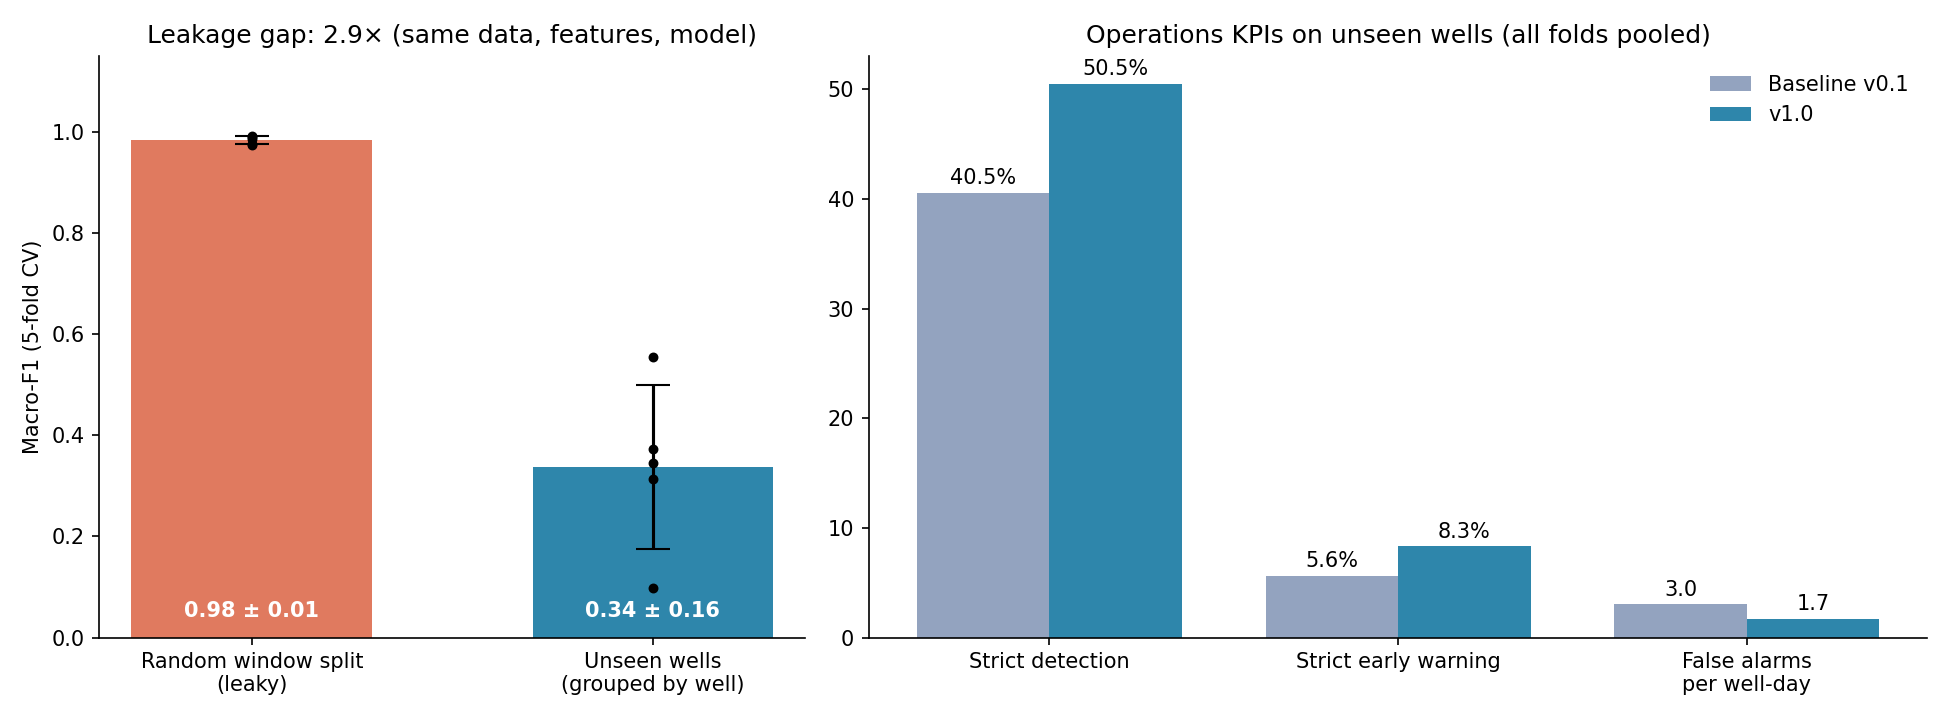 Leakage gap: 2.9× (same data, features, model)
Macro-F1 (5-fold CV)
1.0
0.8
0.6
0.4
0.2
0.0
0.98 ± 0.01
0.34 ± 0.16
Random window split
(leaky)
Unseen wells
(grouped by well)
Operations KPIs on unseen wells (all folds pooled)
Baseline v0.1
v1.0
50
40
30
20
10
0
40.5%
50.5%
5.6%
8.3%
3.0
1.7
Strict detection
Strict early warning
False alarms
per well-day